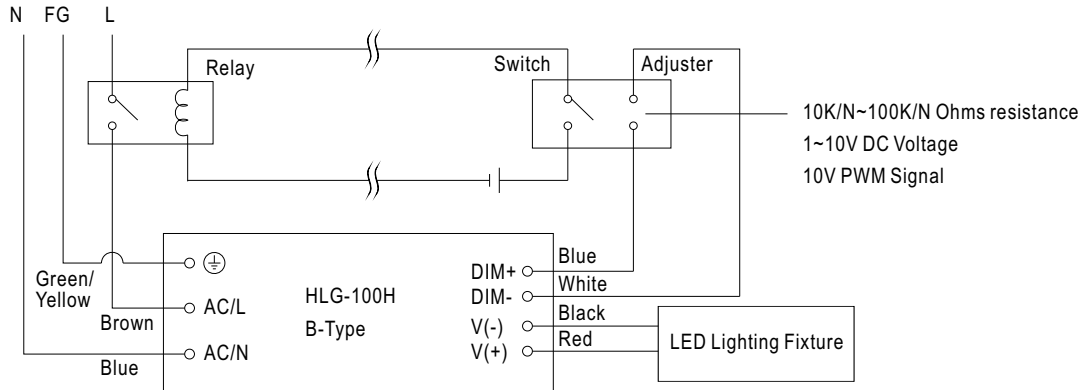 N FG L
Relay
Switch
Adjuster
10K/N~100K/N Ohms resistance
1~10V DC Voltage
10V PWM Signal
Green/
Yellow
Brown
Blue
AC/L
AC/N
HLG-100H
B-Type
DIM+
DIM-
V(-)
V(+)
Blue
White
Black
Red
LED Lighting Fixture